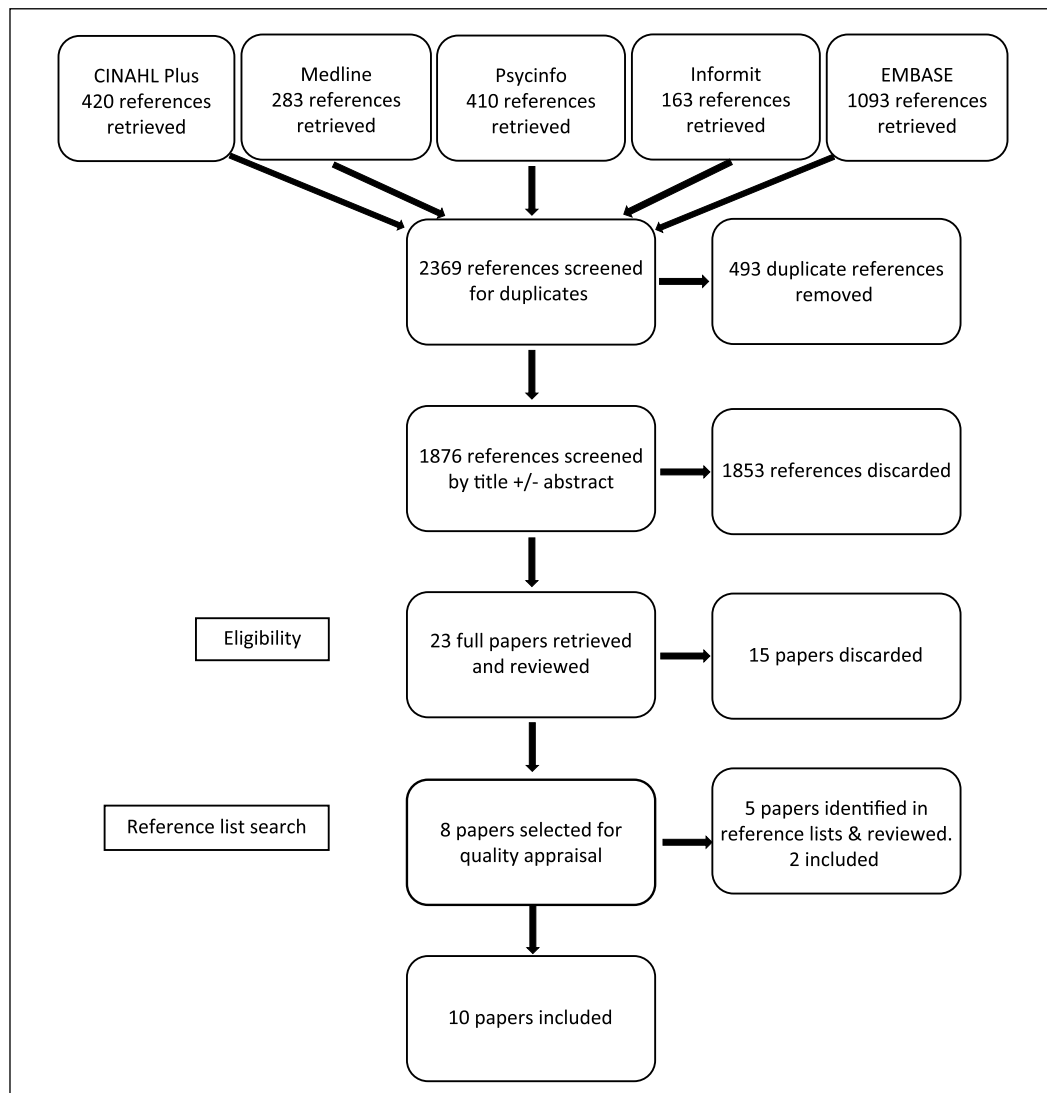 CINAHL Plus
420 references
retrieved
Medline
283 references
retrieved
Psycinfo
410 references
retrieved
Informit
163 references
retrieved
EMBASE
1093 references
retrieved
2369 references screened
for duplicates
493 duplicate references
removed
1876 references screened
by title +/- abstract
1853 references discarded
Eligibility
23 full papers retrieved
and reviewed
15 papers discarded
Reference list search
8 papers selected for
quality appraisal
5 papers identified in
reference lists & reviewed.
2 included
10 papers included